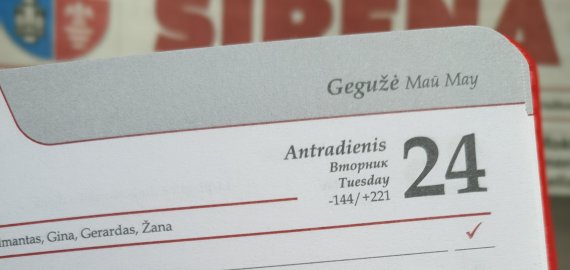 SIRENA
Gegužė Май May
Antradienis
Вторник
Tuesday
-144/+221
24
Gina, Gerardas, Žana